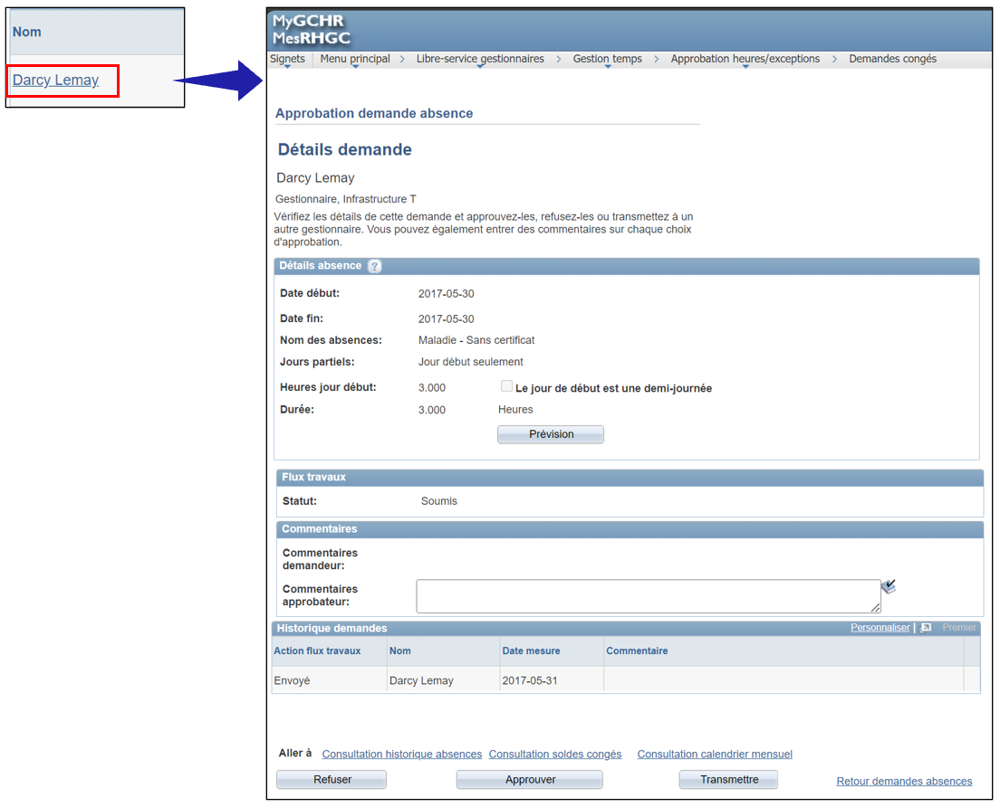 Nom
Darcy Lemay
MyGCHR
MesRHGC
Signets Menu principal > Libre-service gestionnaires > Gestion temps > Approbation heures/exceptions > Demandes congés
Approbation demande absence
Détails demande
Darcy Lemay
Gestionnaire, Infrastructure T
Vérifiez les détails de cette demande et approuvez-les, refusez-les ou transmettez à un
autre gestionnaire. Vous pouvez également entrer des commentaires sur chaque choix
d'approbation.
Détails absence ?
Date début: 2017-05-30
Date fin: 2017-05-30
Nom des absences: Maladie - Sans certificat
Jours partiels: Jour début seulement
Heures jour début: 3.000 Le jour de début est une demi-journée
Durée: 3.000 Heures
Prévision
Flux travaux
Statut: Soumis
Commentaires
Commentaires
demandeur:
Commentaires
approbateur:
Historique demandes Personnaliser | Premier
Action flux travaux Nom Date mesure Commentaire
Envoyé Darcy Lemay 2017-05-31
Aller à Consultation historique absences Consultation soldes congés Consultation calendrier mensuel
Refuser Approuver Transmettre Retour demandes absences